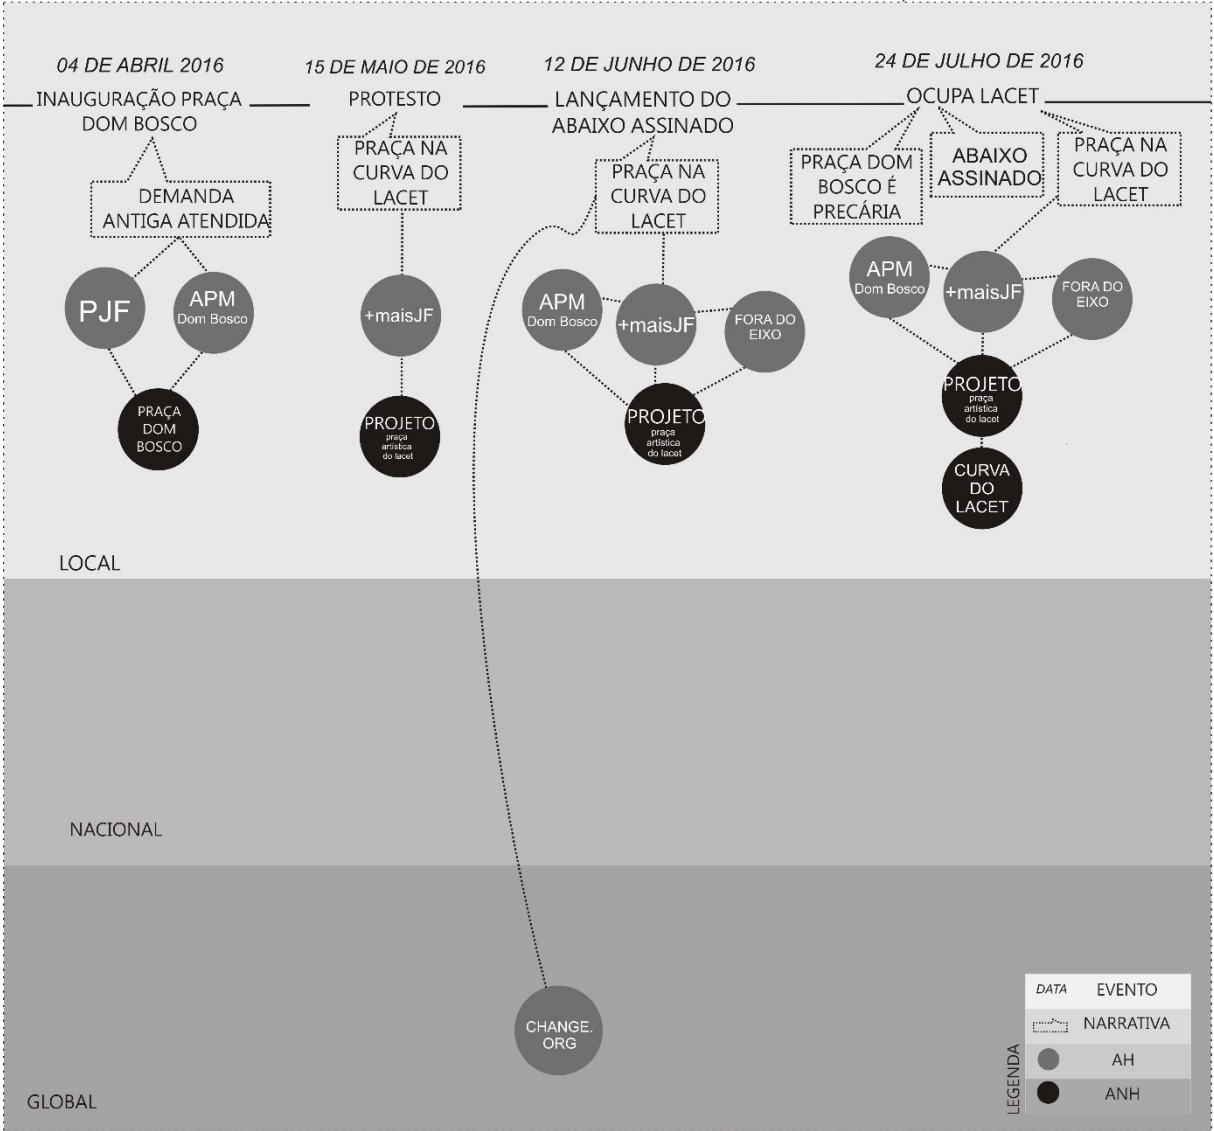 04 DE ABRIL 2016
INAUGURAÇÃO PRAÇA
DOM BOSCO
DEMANDA
ANTIGA ATENDIDA
PJF
APM
Dom Bosco
PRAÇA
DOM
BOSCO
15 DE MAIO DE 2016
PROTESTO
PRAÇA NA
CURVA DO
LACET
+maisJF
PROJETO
praça
artística
do lacet
12 DE JUNHO DE 2016
LANÇAMENTO DO
ABAIXO ASSINADO
PRAÇA NA
CURVA DO
LACET
APM
Dom Bosco
+maisJF
FORA DO
EIXO
PROJETO
praça
artística
do lacet
24 DE JULHO DE 2016
OCUPA LACET
PRAÇA DOM
BOSCO É
PRECÁRIA
ABAIXO
ASSINADO
PRAÇA NA
CURVA DO
LACET
APM
Dom Bosco
+maisJF
FORA DO
EIXO
PROJETO
praça
artística
do lacet
CURVA
DO
LACET
LOCAL
NACIONAL
CHANGE.
ORG
GLOBAL
LEGENDA
DATA EVENTO
NARRATIVA
AH
ANH